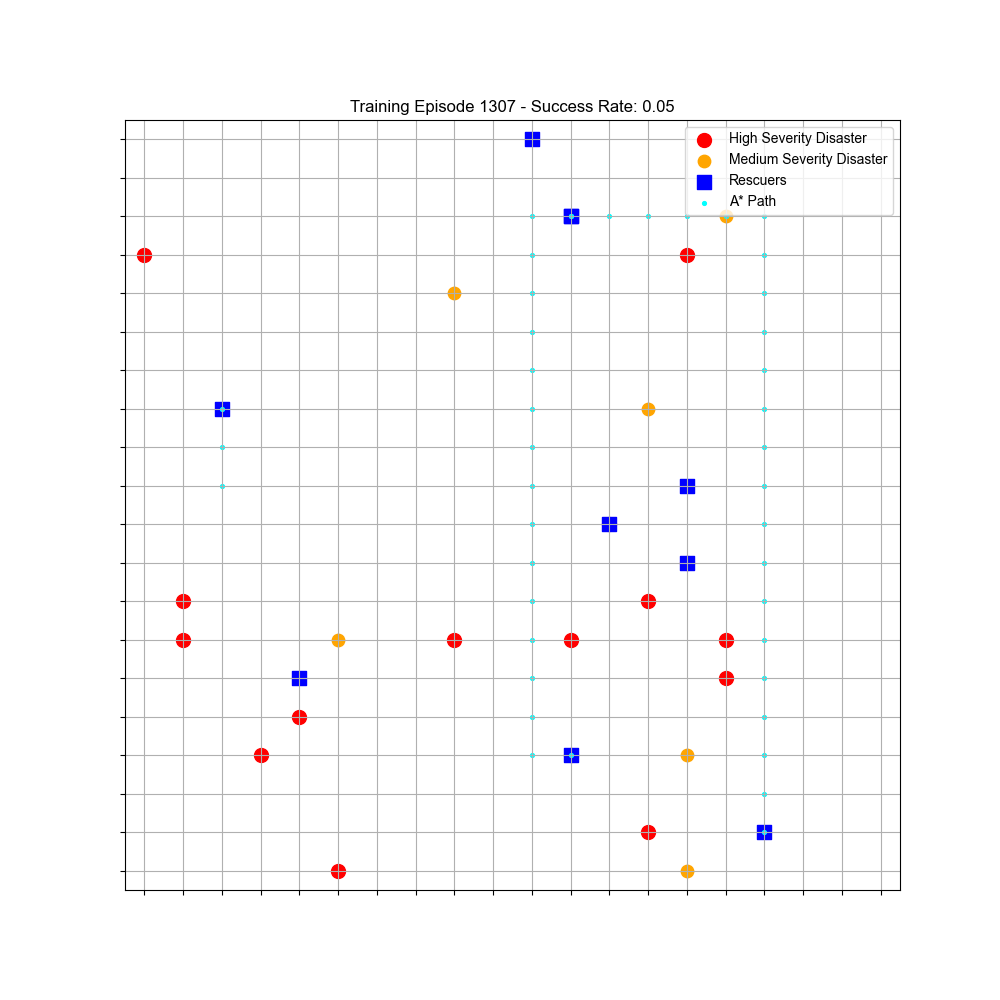 Training Episode 1307 - Success Rate: 0.05
High Severity Disaster
Medium Severity Disaster
Rescuers
A* Path